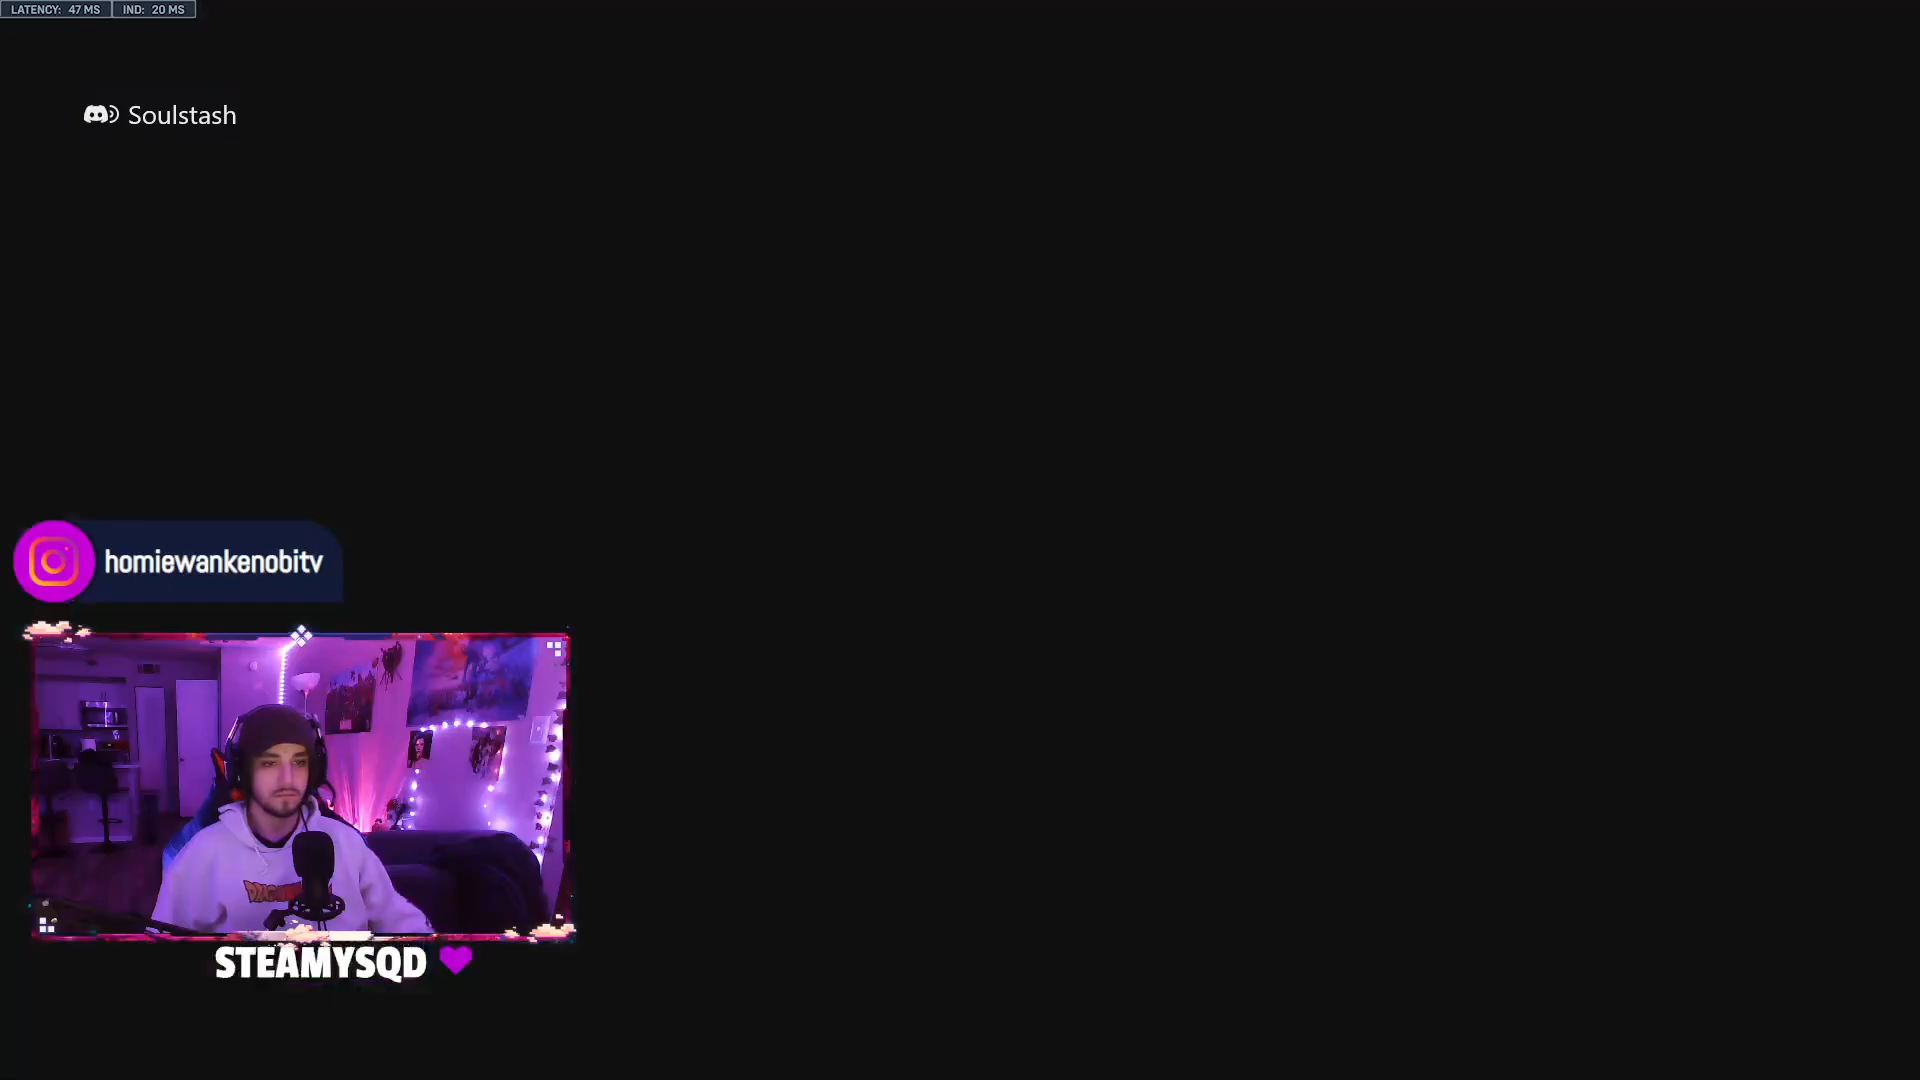 LATENCY: 47 MS IND: 20 MS
Soulstash
homiewankenobitv
STEAMYSQD